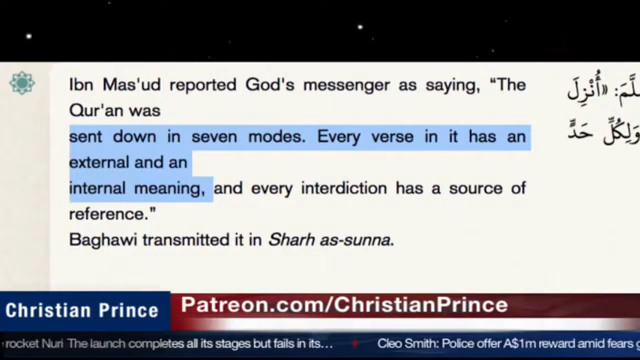 Ibn Mas'ud reported God's messenger as saying, “The
Qur'an was
sent down in seven modes. Every verse in it has an
external and an
internal meaning, and every interdiction has a source of
reference.”
Baghawi transmitted it in Sharh as-sunna.
سَلَّمَ: «أُنْزِلَ
وَلِكُلِّ حَدٍّ
Christian Prince
Patreon.com/ChristianPrince
rocket Nuri The launch completes all its stages but fails in its…
Cleo Smith: Police offer A$1m reward amid fears